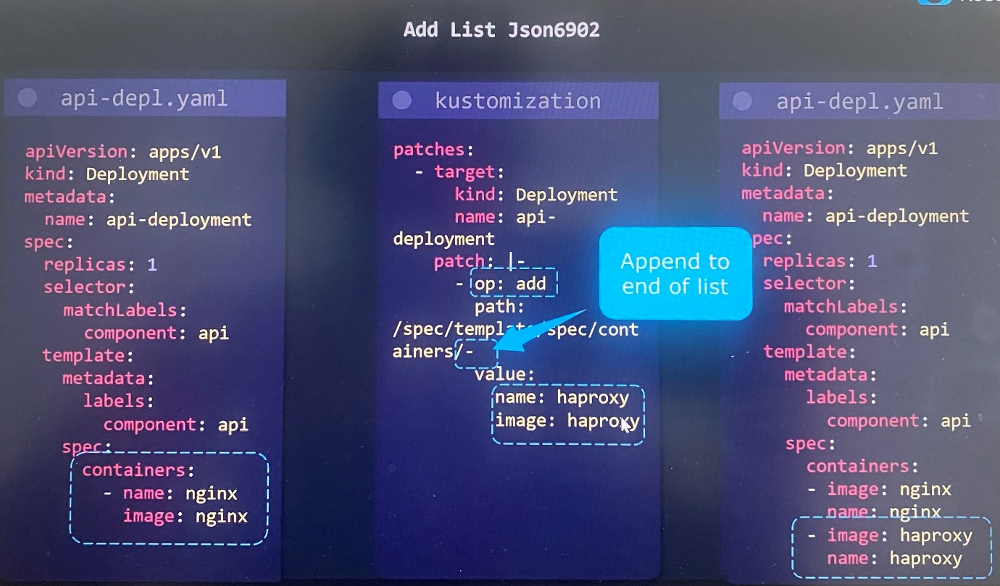 Add List Json6902
api-depl.yaml
apiVersion: apps/v1
kind: Deployment
metadata:
  name: api-deployment
spec:
  replicas: 1
  selector:
    matchLabels:
      component: api
  template:
    metadata:
      labels:
        component: api
    spec:
      containers:
        - name: nginx
          image: nginx
kustomization
patches:
  - target:
      kind: Deployment
      name: api-
deployment
    patch: |-
      - op: add
        path:
/spec/template/spec/cont
ainers/-
        value:
          name: haproxy
          image: haproxy
Append to
end of list
api-depl.yaml
apiVersion: apps/v1
kind: Deployment
metadata:
  name: api-deployment
pec:
  replicas: 1
  selector:
    matchLabels:
      component: api
  template:
    metadata:
      labels:
        component: api
    spec:
      containers:
      - image: nginx
        name: nginx
      - image: haproxy
        name: haproxy